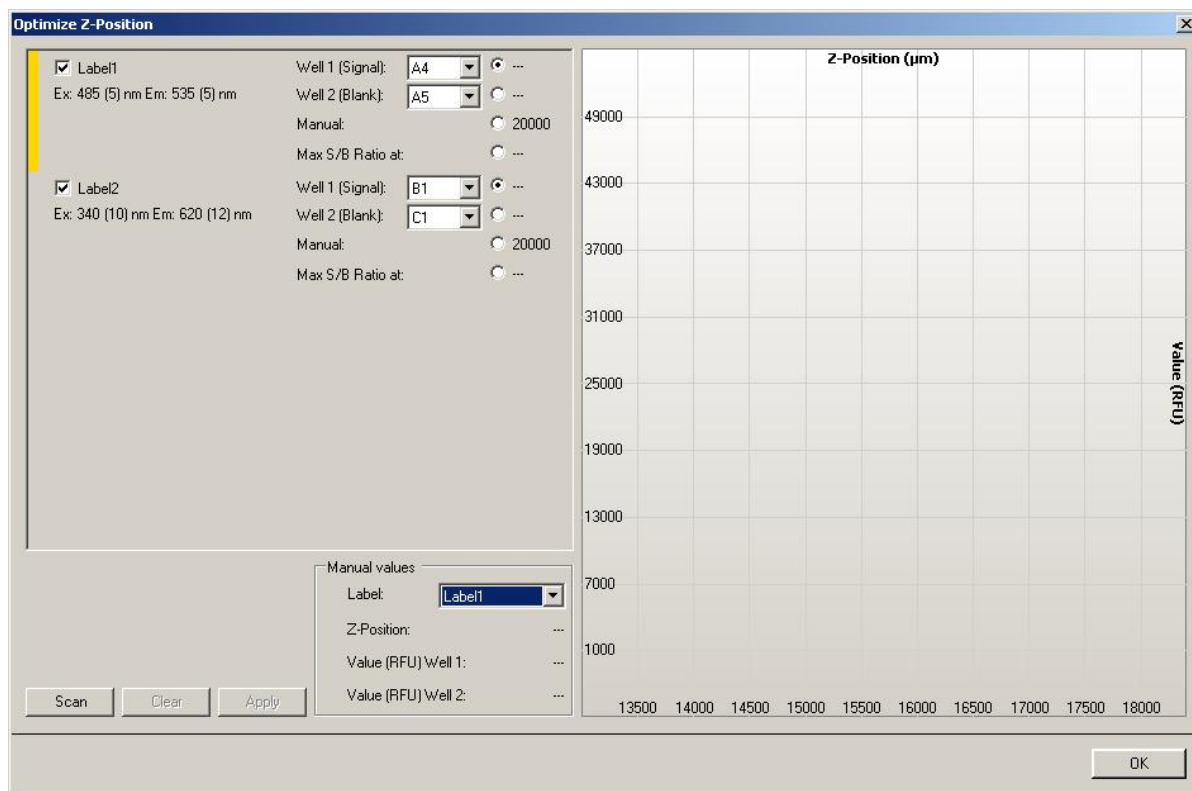 Optimize Z-Position
Label1
Well 1 (Signal): A4 ---
Ex: 485 (5) nm Em: 535 (5) nm
Well 2 (Blank): A5 ---
Manual: 20000
Max S/B Ratio at: ---
Label2
Well 1 (Signal): B1 ---
Ex: 340 (10) nm Em: 620 (12) nm
Well 2 (Blank): C1 ---
Manual: 20000
Max S/B Ratio at: ---
Manual values
Label: Label1
Z-Position: ---
Value (RFU) Well 1: ---
Value (RFU) Well 2: ---
Scan
Clear
Apply
Z-Position (µm)
49000
43000
37000
31000
25000
19000
13000
7000
1000
Value (RFU)
13500 14000 14500 15000 15500 16000 16500 17000 17500 18000
OK